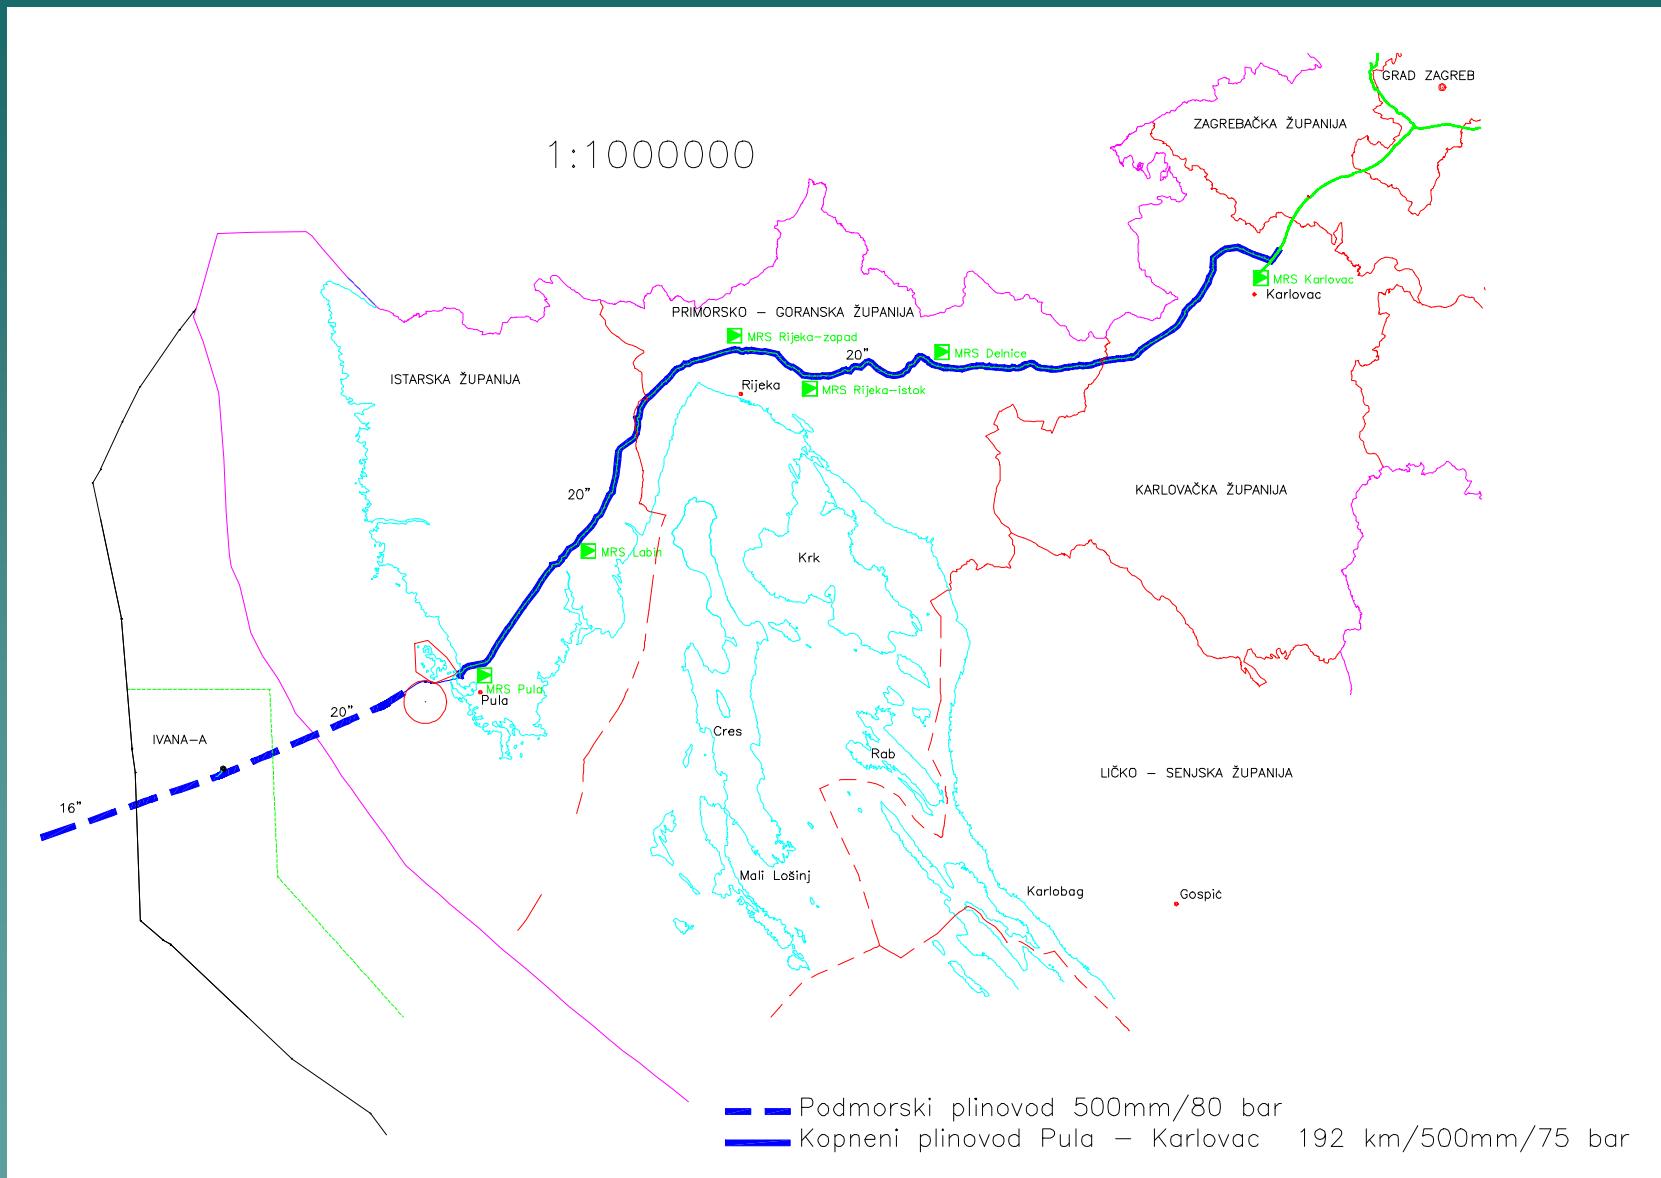 GRAD ZAGREB
ZAGREBAČKA ŽUPANIJA
1:1000000
MRS Karlovac
Karlovac
PRIMORSKO – GORANSKA ŽUPANIJA
MRS Rijeka–zapad
20"
MRS Delnice
ISTARSKA ŽUPANIJA
Rijeka
MRS Rijeka–istok
20"
KARLOVAČKA ŽUPANIJA
MRS Labin
Krk
MRS Pula
Pula
20"
Cres
IVANA–A
Rab
LIČKO – SENJSKA ŽUPANIJA
16"
Mali Lošinj
Karlobag
Gospić
Podmorski plinovod 500mm/80 bar
Kopneni plinovod Pula – Karlovac 192 km/500mm/75 bar